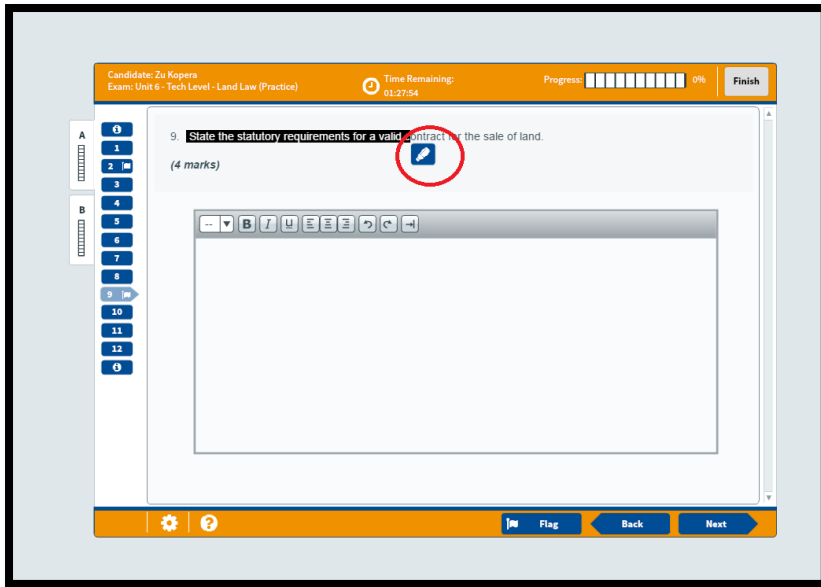 Candidate: Zu Kopera
Exam: Unit 6 - Tech Level - Land Law (Practice)
Time Remaining:
01:27:54
Progress:
0%
Finish
A
B
1
2
3
4
5
6
7
8
9
10
11
12
9. State the statutory requirements for a valid contract for the sale of land.
(4 marks)
--
B I U
Flag
Back
Next